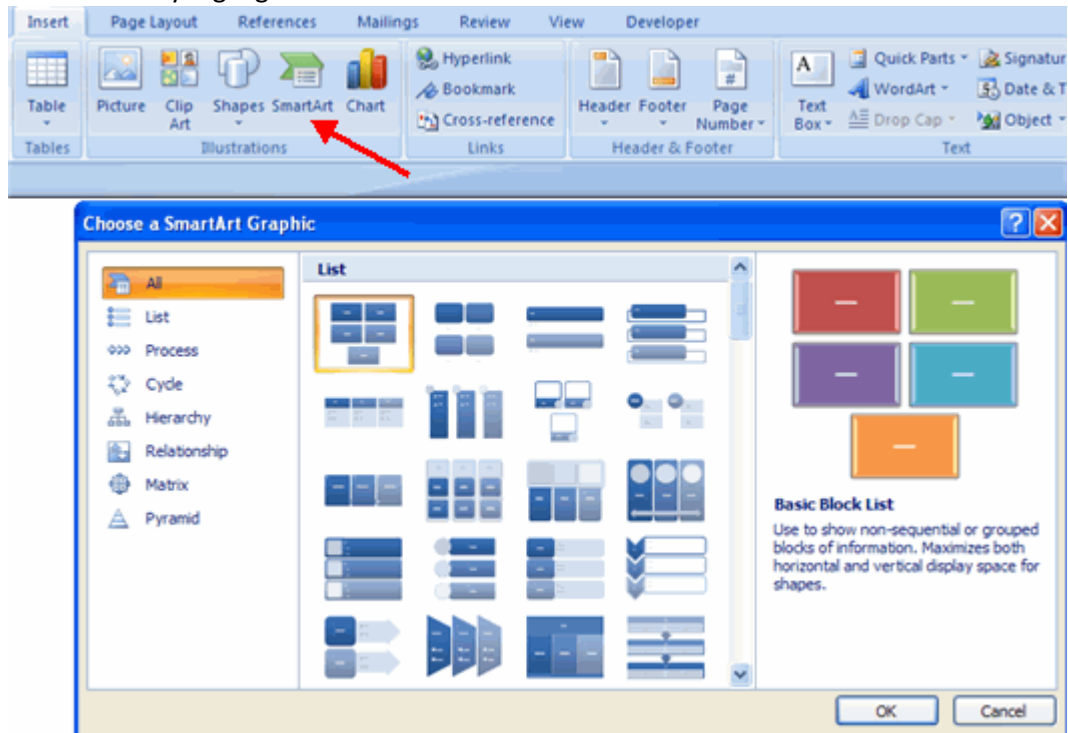 Insert Page Layout References Mailings Review View Developer
Hyperlink Quick Parts Signatur
Bookmark WordArt Date & T
Table Picture Clip Art Shapes SmartArt Chart Cross-reference Header Footer Page Number Text Box Drop Cap Object
Tables Illustrations Links Header & Footer Text
Choose a SmartArt Graphic
All
List
Process
Cycle
Hierarchy
Relationship
Matrix
Pyramid
List
Basic Block List
Use to show non-sequential or grouped
blocks of information. Maximizes both
horizontal and vertical display space for
shapes.
OK Cancel